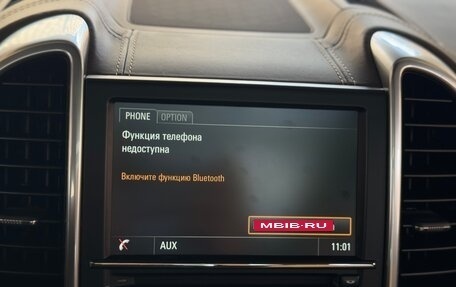 PHONE OPTION
Функция телефона
недоступна
Включите функцию Bluetooth
MBIB-RU
AUX 11:01